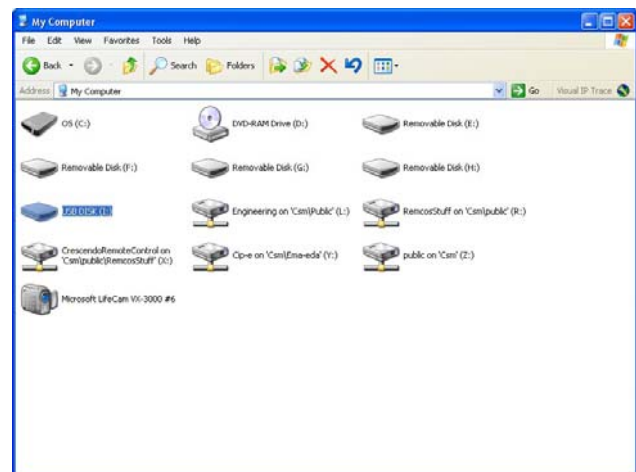 My Computer
File Edit View Favorites Tools Help
Back Search Folders
Address My Computer Go Visual IP Trace
OS (C:) DVD-RAM Drive (D:) Removable Disk (E:)
Removable Disk (F:) Removable Disk (G:) Removable Disk (H:)
USB DISK (I:) Engineering on 'Csm\Public' (L:) RemcosStuff on 'Csm\public' (R:)
CrescendoRemoteControl on
'Csm\public\RemcosStuff' (X:) Cip-e on 'Csm\Ema-eda' (Y:) public on 'Csm' (Z:)
Microsoft LifeCam VX-3000 #6